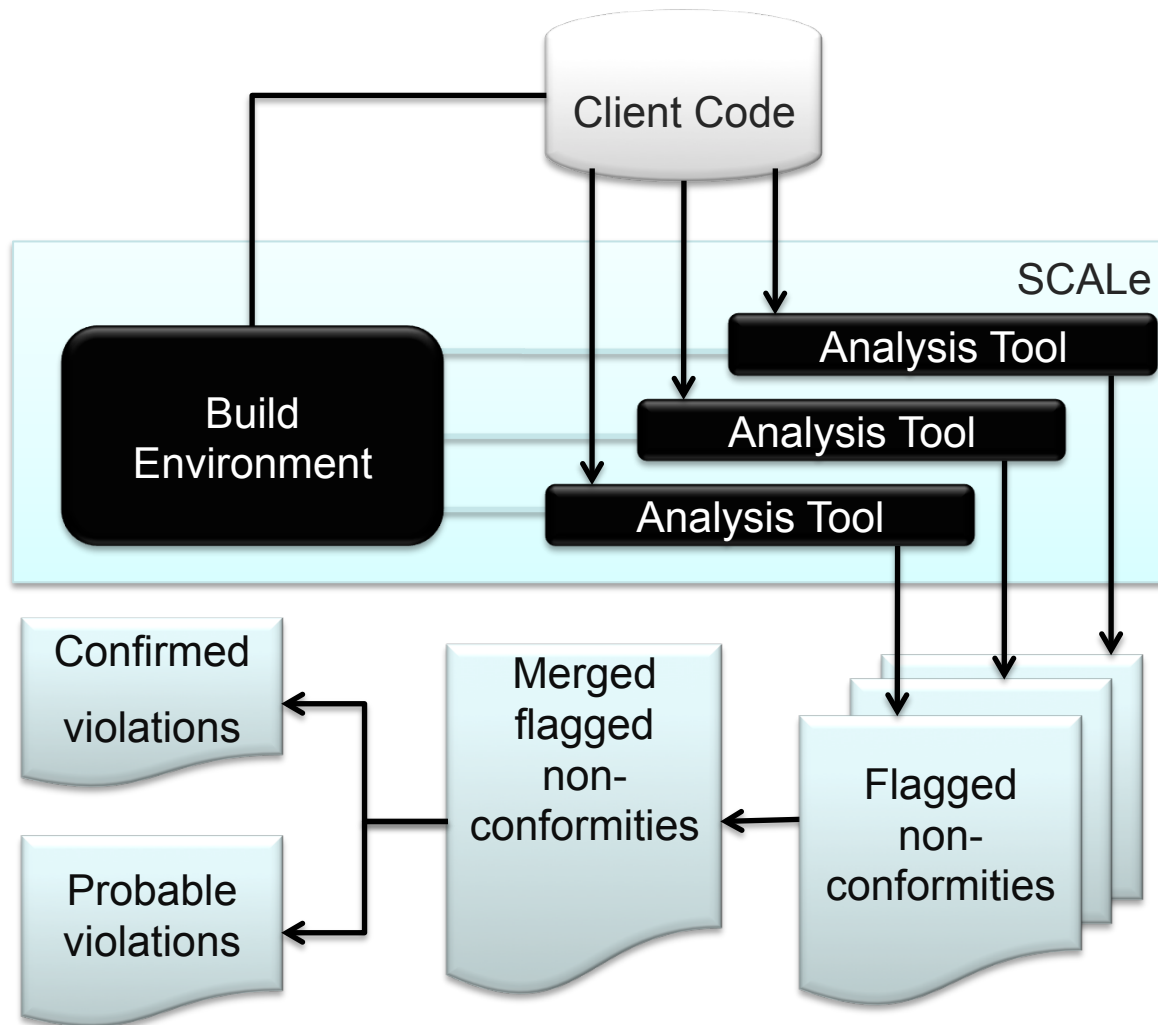 Client Code
SCALe
Analysis Tool
Build
Environment
Analysis Tool
Analysis Tool
Confirmed
violations
Merged
flagged
non-
conformities
Flagged
non-
conformities
Probable
violations